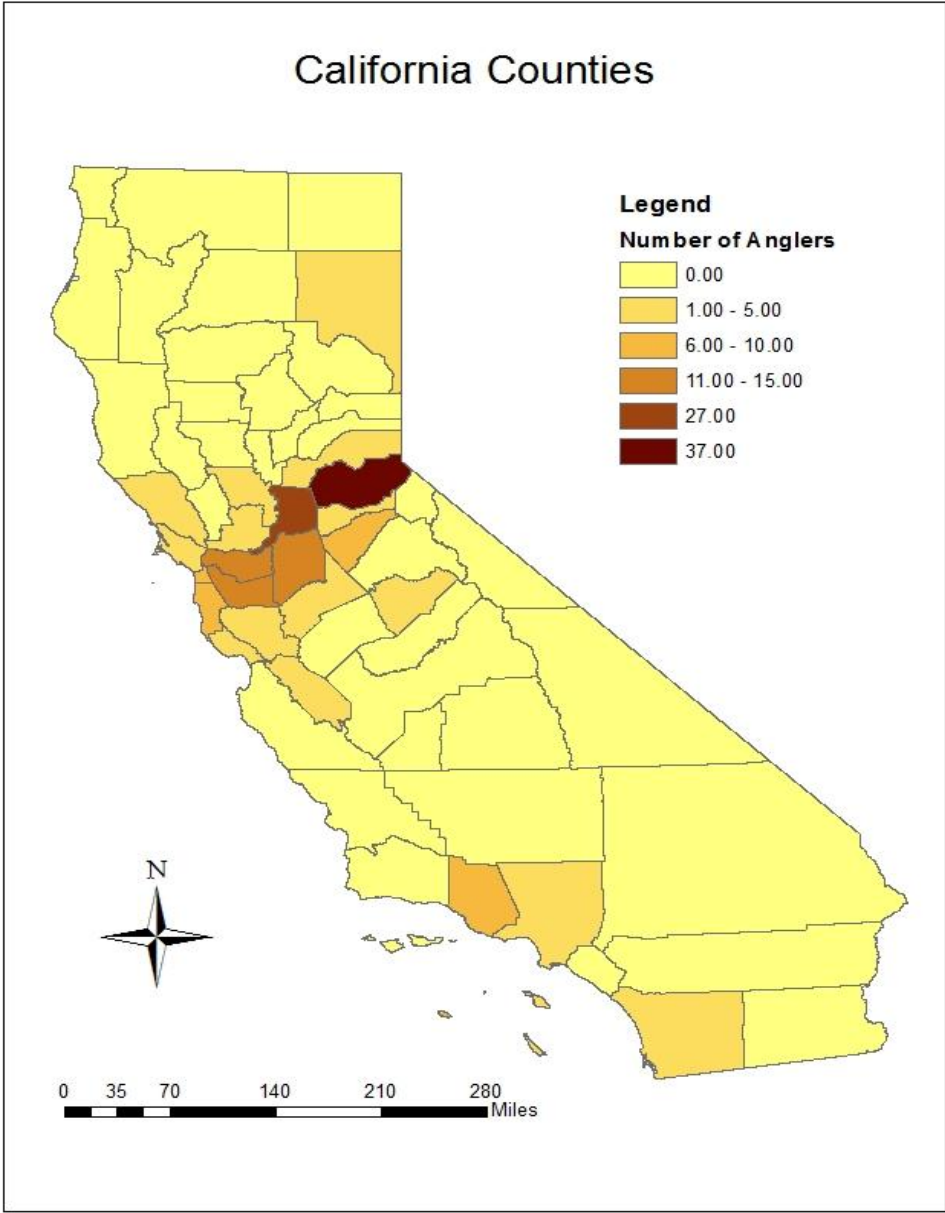 California Counties
Legend
Number of Anglers
0.00
1.00 - 5.00
6.00 - 10.00
11.00 - 15.00
27.00
37.00
N
0 35 70 140 210 280
Miles